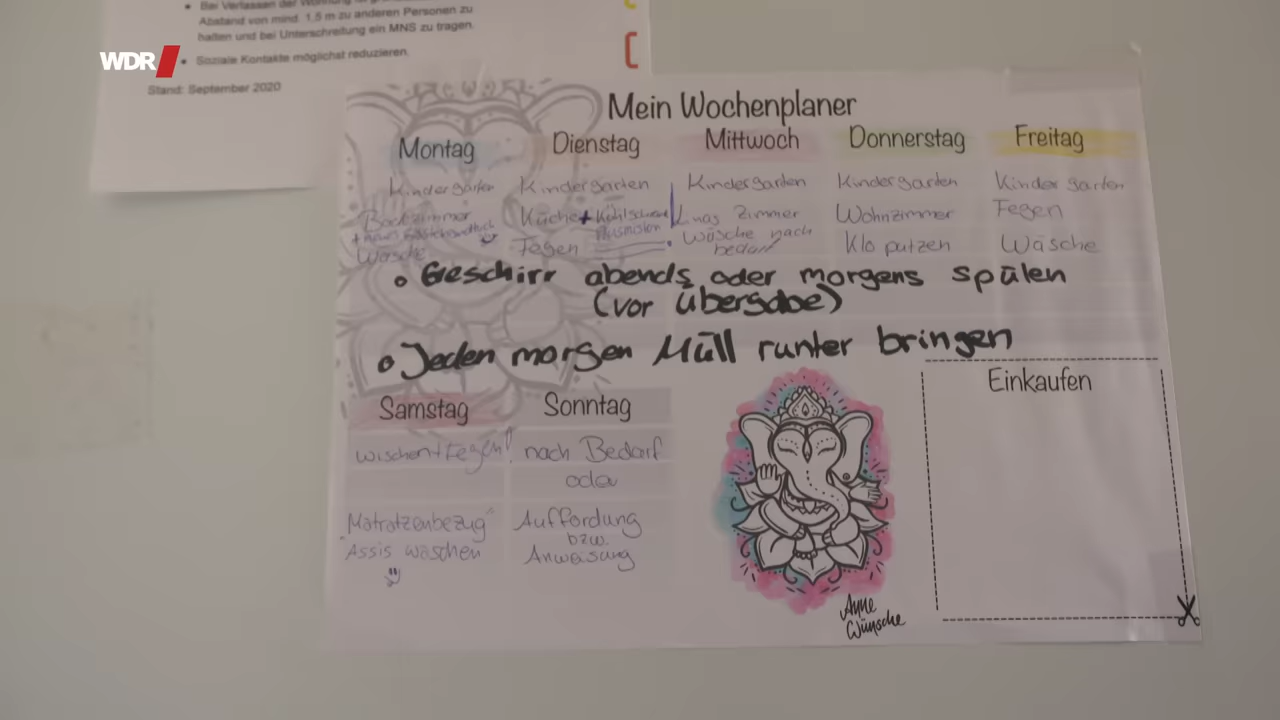 Bei Verlassen der Wohnung ist
Abstand von mind. 1,5 m zu anderen Personen zu
halten und bei Unterschreitung ein MNS zu tragen.
WDR
Soziale Kontakte möglichst reduzieren.
Stand: September 2020
Mein Wochenplaner
Montag Dienstag Mittwoch Donnerstag Freitag
Kindergarten Kindergarten Kindergarten Kindergarten Kindergarten
Badezimmer Küche + Kühlschrank Linas Zimmer Wohnzimmer Fegen
Wäsche Fegen Wäsche nach bedarf Klo putzen Wäsche
• Geschirr abends oder morgens spülen
(vor Übergabe)
• Jeden morgen Müll runter bringen
Einkaufen
Samstag Sonntag
wischen + Fegen! nach Bedarf
oder
"Matratzenbezug" Auffordung
bzw.
Assis waschen Anweisung
Anne
Wünsche